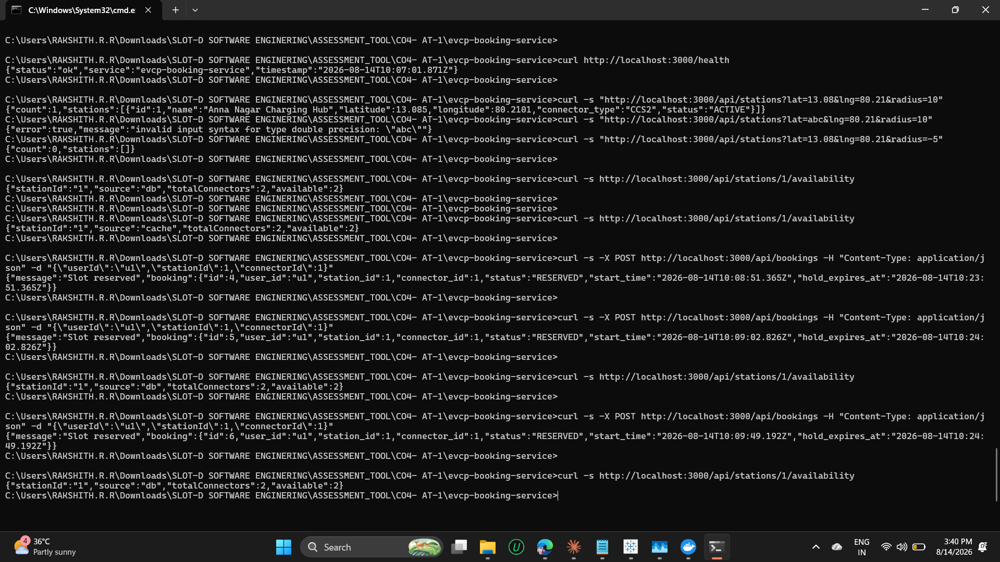 C:\Windows\System32\cmd.e
C:\Users\RAKSHITH.R.R\Downloads\SLOT-D SOFTWARE ENGINERING\ASSESSMENT_TOOL\CO4- AT-1\evcp-booking-service>
C:\Users\RAKSHITH.R.R\Downloads\SLOT-D SOFTWARE ENGINERING\ASSESSMENT_TOOL\CO4- AT-1\evcp-booking-service>curl http://localhost:3000/health
{"status":"ok","service":"evcp-booking-service","timestamp":"2026-08-14T10:07:01.871Z"}
C:\Users\RAKSHITH.R.R\Downloads\SLOT-D SOFTWARE ENGINERING\ASSESSMENT_TOOL\CO4- AT-1\evcp-booking-service>
C:\Users\RAKSHITH.R.R\Downloads\SLOT-D SOFTWARE ENGINERING\ASSESSMENT_TOOL\CO4- AT-1\evcp-booking-service>curl -s "http://localhost:3000/api/stations?lat=13.08&lng=80.21&radius=10"
{"count":1,"stations":[{"id":1,"name":"Anna Nagar Charging Hub","latitude":13.085,"longitude":80.2101,"connector_type":"CCS2","status":"ACTIVE"}]}
C:\Users\RAKSHITH.R.R\Downloads\SLOT-D SOFTWARE ENGINERING\ASSESSMENT_TOOL\CO4- AT-1\evcp-booking-service>curl -s "http://localhost:3000/api/stations?lat=abc&lng=80.21&radius=10"
{"error":true,"message":"invalid input syntax for type double precision: \"abc\""}
C:\Users\RAKSHITH.R.R\Downloads\SLOT-D SOFTWARE ENGINERING\ASSESSMENT_TOOL\CO4- AT-1\evcp-booking-service>curl -s "http://localhost:3000/api/stations?lat=13.08&lng=80.21&radius=-5"
{"count":0,"stations":[]}
C:\Users\RAKSHITH.R.R\Downloads\SLOT-D SOFTWARE ENGINERING\ASSESSMENT_TOOL\CO4- AT-1\evcp-booking-service>
C:\Users\RAKSHITH.R.R\Downloads\SLOT-D SOFTWARE ENGINERING\ASSESSMENT_TOOL\CO4- AT-1\evcp-booking-service>curl -s http://localhost:3000/api/stations/1/availability
{"stationId":"1","source":"db","totalConnectors":2,"available":2}
C:\Users\RAKSHITH.R.R\Downloads\SLOT-D SOFTWARE ENGINERING\ASSESSMENT_TOOL\CO4- AT-1\evcp-booking-service>
C:\Users\RAKSHITH.R.R\Downloads\SLOT-D SOFTWARE ENGINERING\ASSESSMENT_TOOL\CO4- AT-1\evcp-booking-service>
C:\Users\RAKSHITH.R.R\Downloads\SLOT-D SOFTWARE ENGINERING\ASSESSMENT_TOOL\CO4- AT-1\evcp-booking-service>curl -s http://localhost:3000/api/stations/1/availability
{"stationId":"1","source":"cache","totalConnectors":2,"available":2}
C:\Users\RAKSHITH.R.R\Downloads\SLOT-D SOFTWARE ENGINERING\ASSESSMENT_TOOL\CO4- AT-1\evcp-booking-service>
C:\Users\RAKSHITH.R.R\Downloads\SLOT-D SOFTWARE ENGINERING\ASSESSMENT_TOOL\CO4- AT-1\evcp-booking-service>curl -s -X POST http://localhost:3000/api/bookings -H "Content-Type: application/j
son" -d "{\"userId\":\"u1\",\"stationId\":1,\"connectorId\":1}"
{"message":"Slot reserved","booking":{"id":4,"user_id":"u1","station_id":1,"connector_id":1,"status":"RESERVED","start_time":"2026-08-14T10:08:51.365Z","hold_expires_at":"2026-08-14T10:23:
51.365Z"}}
C:\Users\RAKSHITH.R.R\Downloads\SLOT-D SOFTWARE ENGINERING\ASSESSMENT_TOOL\CO4- AT-1\evcp-booking-service>
C:\Users\RAKSHITH.R.R\Downloads\SLOT-D SOFTWARE ENGINERING\ASSESSMENT_TOOL\CO4- AT-1\evcp-booking-service>curl -s -X POST http://localhost:3000/api/bookings -H "Content-Type: application/j
son" -d "{\"userId\":\"u1\",\"stationId\":1,\"connectorId\":1}"
{"message":"Slot reserved","booking":{"id":5,"user_id":"u1","station_id":1,"connector_id":1,"status":"RESERVED","start_time":"2026-08-14T10:09:02.826Z","hold_expires_at":"2026-08-14T10:24:
02.826Z"}}
C:\Users\RAKSHITH.R.R\Downloads\SLOT-D SOFTWARE ENGINERING\ASSESSMENT_TOOL\CO4- AT-1\evcp-booking-service>
C:\Users\RAKSHITH.R.R\Downloads\SLOT-D SOFTWARE ENGINERING\ASSESSMENT_TOOL\CO4- AT-1\evcp-booking-service>curl -s http://localhost:3000/api/stations/1/availability
{"stationId":"1","source":"db","totalConnectors":2,"available":2}
C:\Users\RAKSHITH.R.R\Downloads\SLOT-D SOFTWARE ENGINERING\ASSESSMENT_TOOL\CO4- AT-1\evcp-booking-service>
C:\Users\RAKSHITH.R.R\Downloads\SLOT-D SOFTWARE ENGINERING\ASSESSMENT_TOOL\CO4- AT-1\evcp-booking-service>curl -s -X POST http://localhost:3000/api/bookings -H "Content-Type: application/j
son" -d "{\"userId\":\"u1\",\"stationId\":1,\"connectorId\":1}"
{"message":"Slot reserved","booking":{"id":6,"user_id":"u1","station_id":1,"connector_id":1,"status":"RESERVED","start_time":"2026-08-14T10:09:49.192Z","hold_expires_at":"2026-08-14T10:24:
49.192Z"}}
C:\Users\RAKSHITH.R.R\Downloads\SLOT-D SOFTWARE ENGINERING\ASSESSMENT_TOOL\CO4- AT-1\evcp-booking-service>
C:\Users\RAKSHITH.R.R\Downloads\SLOT-D SOFTWARE ENGINERING\ASSESSMENT_TOOL\CO4- AT-1\evcp-booking-service>curl -s http://localhost:3000/api/stations/1/availability
{"stationId":"1","source":"db","totalConnectors":2,"available":2}
C:\Users\RAKSHITH.R.R\Downloads\SLOT-D SOFTWARE ENGINERING\ASSESSMENT_TOOL\CO4- AT-1\evcp-booking-service>
4
36°C
Partly sunny
Search
U
ENG
IN
3:40 PM
8/14/2026